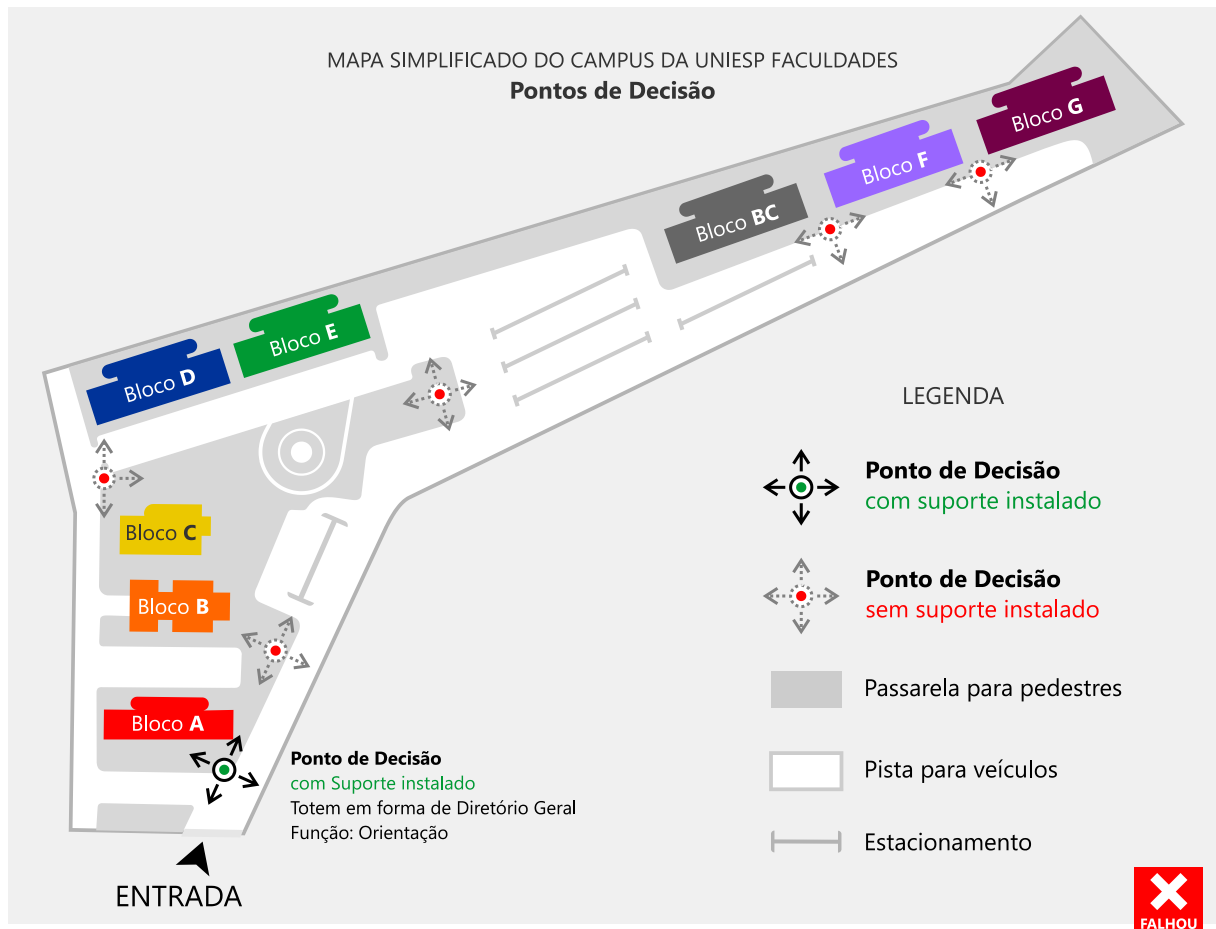 MAPA SIMPLIFICADO DO CAMPUS DA UNIESP FACULDADES
Pontos de Decisão
Bloco G
Bloco F
Bloco BC
Bloco E
Bloco D
Bloco C
Bloco B
Bloco A
Ponto de Decisão
com Suporte instalado
Totem em forma de Diretório Geral
Função: Orientação
ENTRADA
LEGENDA
Ponto de Decisão
com suporte instalado
Ponto de Decisão
sem suporte instalado
Passarela para pedestres
Pista para veículos
Estacionamento
FALHOU